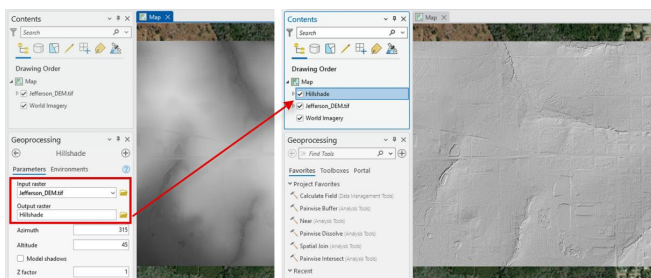 Contents
Map
Search
Drawing Order
Map
Jefferson_DEM.tif
World Imagery
Geoprocessing
Hillshade
Parameters Environments
Input raster
Jefferson_DEM.tif
Output raster
Hillshade
Azimuth 315
Altitude 45
Model shadows
Z factor 1
Contents
Map
Search
Drawing Order
Map
Hillshade
Jefferson_DEM.tif
World Imagery
Geoprocessing
Find Tools
Favorites Toolboxes Portal
Project Favorites
Calculate Field (Data Management Tools)
Pairwise Buffer (Analysis Tools)
Near (Analysis Tools)
Pairwise Dissolve (Analysis Tools)
Spatial Join (Analysis Tools)
Pairwise Intersect (Analysis Tools)
Recent